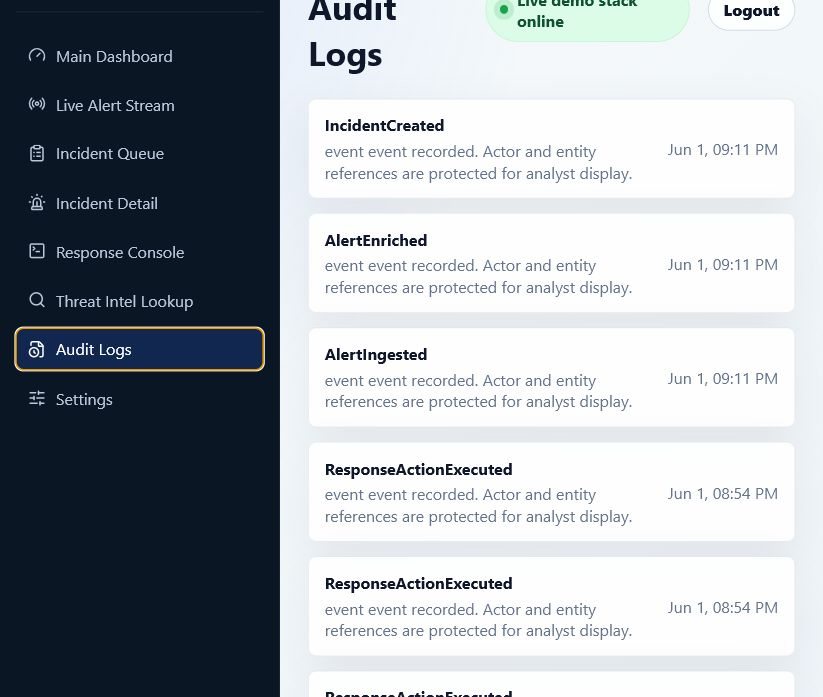 Main Dashboard
Live Alert Stream
Incident Queue
Incident Detail
Response Console
Threat Intel Lookup
Audit Logs
Settings
Audit
Logs
Live demo stack
online
Logout
IncidentCreated
event event recorded. Actor and entity
references are protected for analyst display.
Jun 1, 09:11 PM
AlertEnriched
event event recorded. Actor and entity
references are protected for analyst display.
Jun 1, 09:11 PM
AlertIngested
event event recorded. Actor and entity
references are protected for analyst display.
Jun 1, 09:11 PM
ResponseActionExecuted
event event recorded. Actor and entity
references are protected for analyst display.
Jun 1, 08:54 PM
ResponseActionExecuted
event event recorded. Actor and entity
references are protected for analyst display.
Jun 1, 08:54 PM
ResponseActionExecuted